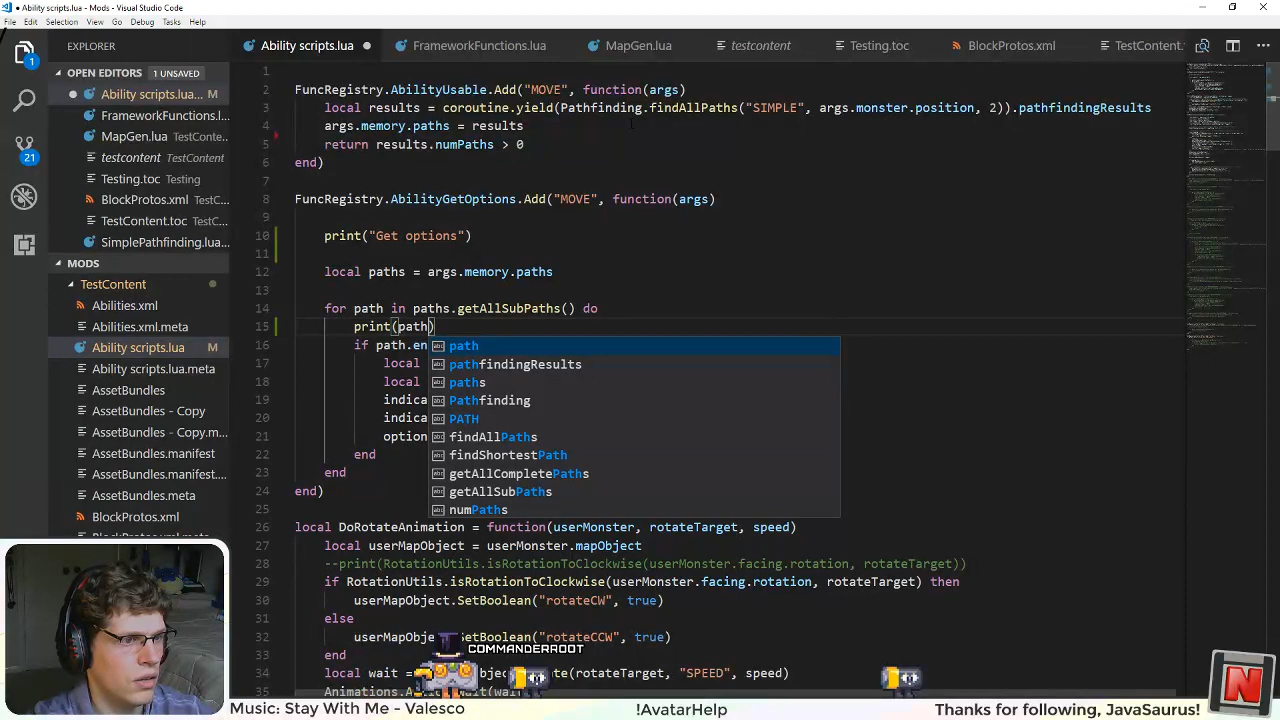 Ability scripts.lua - Mods - Visual Studio Code
File Edit Selection View Go Debug Tasks Help
EXPLORER
Ability scripts.lua
FrameworkFunctions.lua
MapGen.lua
testcontent
Testing.toc
BlockProtos.xml
TestContent.
OPEN EDITORS 1 UNSAVED
Ability scripts.lua... M
FrameworkFunctions.l...
MapGen.lua TestConte...
testcontent TestContent
Testing.toc Testing
BlockProtos.xml TestC...
TestContent.toc TestC...
SimplePathfinding.lua...
MODS
TestContent
Abilities.xml
Abilities.xml.meta
Ability scripts.lua M
Ability scripts.lua.meta
AssetBundles
AssetBundles - Copy
AssetBundles - Copy.m...
AssetBundles.manifest
AssetBundles.manifest....
AssetBundles.meta
BlockProtos.xml
1
21
1
2 FuncRegistry.AbilityUsable.Add("MOVE", function(args)
3 local results = coroutine.yield(Pathfinding.findAllPaths("SIMPLE", args.monster.position, 2)).pathfindingResults
4 args.memory.paths = results
5 return results.numPaths > 0
6 end)
7
8 FuncRegistry.AbilityGetOptions.Add("MOVE", function(args)
9
10 print("Get options")
11
12 local paths = args.memory.paths
13
14 for path in paths.getAllSubPaths() do
15 print(path)
16 if path.en
17 local
18 local
19 indica
20 indica
21 option
22 end
23 end
24 end)
path
pathfindingResults
paths
Pathfinding
PATH
findAllPaths
findShortestPath
getAllCompletePaths
getAllSubPaths
numPaths
26 local DoRotateAnimation = function(userMonster, rotateTarget, speed)
27 local userMapObject = userMonster.mapObject
28 --print(RotationUtils.isRotationToClockwise(userMonster.facing.rotation, rotateTarget))
29 if RotationUtils.isRotationToClockwise(userMonster.facing.rotation, rotateTarget) then
30 userMapObject.SetBoolean("rotateCW", true)
31 else
32 userMapObje SetBoolean("rotateCCW", true)
33 end
34 local wait = bjec te(rotateTarget, "SPEED", speed)
35
COMMANDERROOT
N
Music: Stay With Me - Valesco
!AvatarHelp
Thanks for following, JavaSaurus!